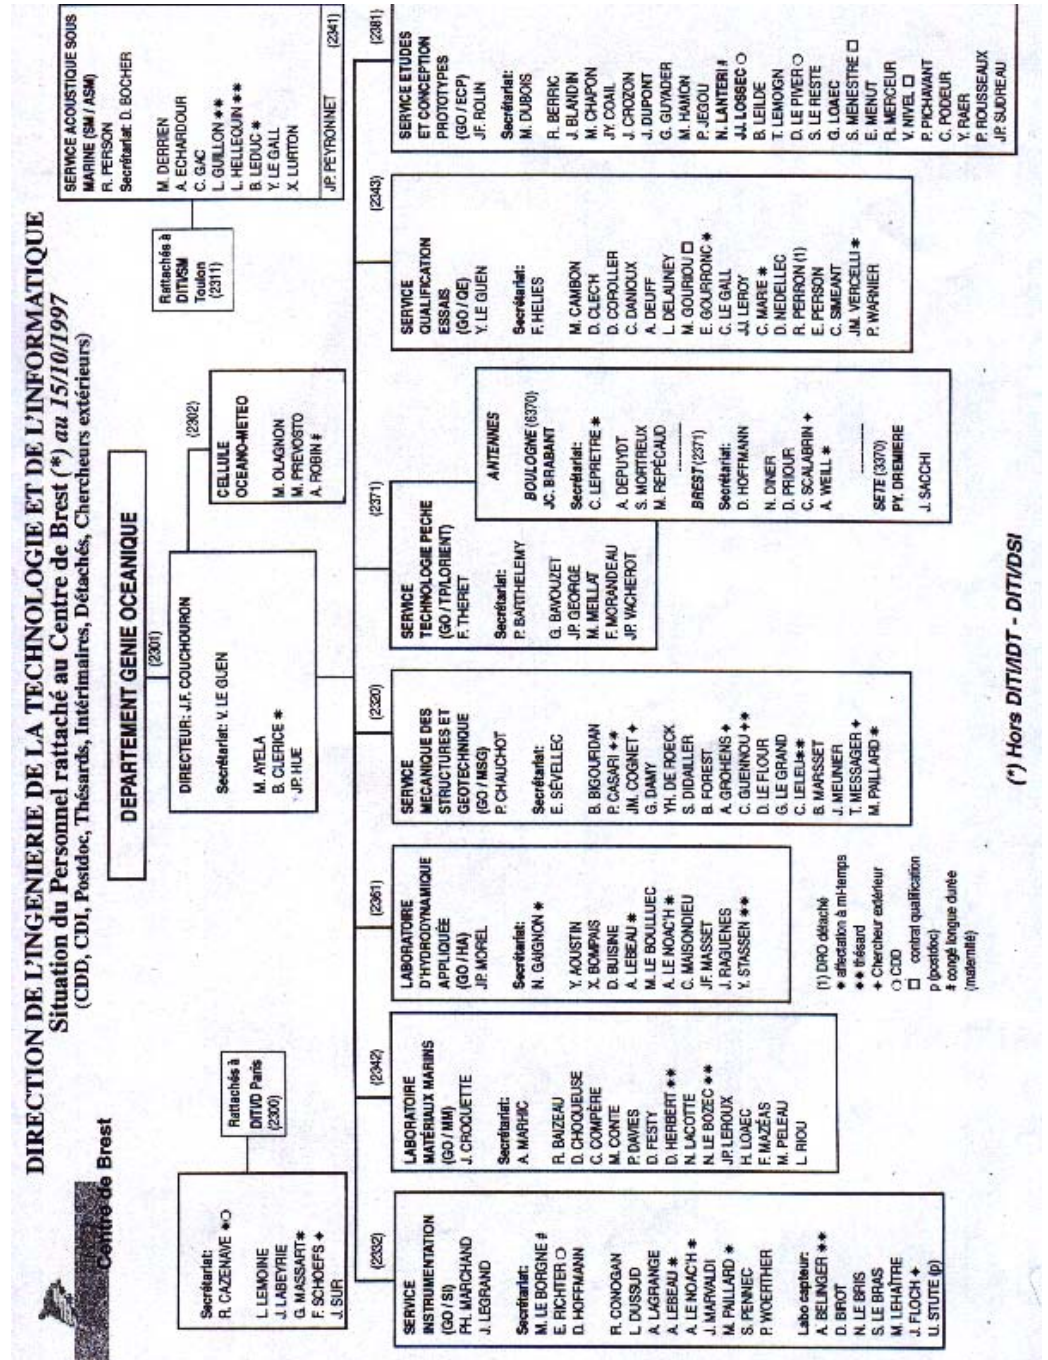 DIRECTION DE L'INGENIERIE DE LA TECHNOLOGIE ET DE L'INFORMATIQUE
Situation du Personnel rattaché au Centre de Brest (*) au 15/10/1997
(CDD, CDI, Postdoc, Thésards, Intérimaires, Détachés, Chercheurs extérieurs)
Centre de Brest
DEPARTEMENT GENIE OCEANIQUE
(2301)
DIRECTEUR: J.F. COUCHOURON
Secrétariat: V. LE GUEN
M. AYELA
B. CLERICE *
JP. HUE
(2302)
CELLULE
OCEANO-METEO
M. OLAGNON
M. PREVOSTO
A. ROBIN #
Rattachés à
DITI/SM
Toulon
(2311)
SERVICE ACOUSTIQUE SOUS
MARINE (SM / ASM)
R. PERSON
Secrétariat: D. BOCHER
M. DERRIEN
A. ECHARDOUR
C. GAC
L. GUILLON **
L. HELLEQUIN **
B. LEDUC *
Y. LE GALL
X. LURTON
JP. PEYRONNET
(2341)
Rattachés à
DITI/D Paris
(2300)
Secrétariat:
R. CAZENAVE *○
L. LEMOINE
J. LABEYRIE
G. MASSART *
F. SCHOEFS +
J. SUR
(2332)
SERVICE
INSTRUMENTATION
(GO / SI)
PH. MARCHAND
J. LEGRAND
Secrétariat:
M. LE BORGNE #
E. RICHTER ○
D. HOFFMANN
R. CONOGAN
L. DUSSUD
A. LAGRANGE
A. LEBEAU *
A. LE NOAC'H *
J. MARVALDI
M. PAILLARD *
S. PENNEC
P. WOERTHER
Labo capteur:
A. BELINGER **
D. BIROT
N. LE BRIS
S. LE BRAS
M. LEHAÎTRE
J. FLOCH +
U. STUTE (p)
(2342)
LABORATOIRE
MATÉRIAUX MARINS
(GO / MM)
J. CROQUETTE
Secrétariat:
A. MARHIC
R. BAIZEAU
D. CHOQUEUSE
C. COMPÈRE
M. CONTE
P. DAVIES
D. FESTY
D. HERBERT **
N. LACOTTE
N. LE BOZEC **
JP. LEROUX
H. LOAEC
F. MAZÉAS
M. PELEAU
L. RIOU
(2361)
LABORATOIRE
D'HYDRODYNAMIQUE
APPLIQUÉE
(GO / HA)
JP. MORIEL
Secrétariat:
N. GAIGNON *
Y. AOUSTIN
X. BOMPAIS
D. BUISINE
A. LEBEAU *
M. LE BOULLUEC
A. LE NOAC'H *
C. MAISONDIEU
JF. MASSET
J. RAGUENES
Y. STASSEN **
(2320)
SERVICE
MECANIQUE DES
STRUCTURES ET
GEOTECHNIQUE
(GO / MSG)
P. CHAUCHOT
Secrétariat:
E. SÉVELLEC
B. BIGOURDAN
P. CASARI **
JM. COGNET +
G. DAMY
YH. DE ROECK
S. DIDAILLER
B. FOREST
A. GROHENS +
C. GUENNOU **
D. LE FLOUR
G. LE GRAND
C. LELEU **
B. MARSSET
J. MEUNIER
T. MESSAGER +
M. PAILLARD *
(2371)
SERVICE
TECHNOLOGIE PECHE
(GO / TP/LORIENT)
F. THERET
Secrétariat:
P. BARTHELEMY
G. BAVOUZET
JP. GEORGE
M. MEILLAT
F. MORANDEAU
JP. VACHEROT
ANTENNES
BOULOGNE (6370)
JC. BRABANT
Secrétariat:
C. LEPRETRE *
A. DEPUYDT
S. MORTREUX
M. REPÉCAUD
BREST (2371)
Secrétariat:
D. HOFFMANN
N. DINER
D. PRIOUR
C. SCALABRIN +
A. WEILL *
SETE (3370)
PY. DREMIERE
J. SACCHI
(2343)
SERVICE
QUALIFICATION
ESSAIS
(GO / QE)
Y. LE GUEN
Secrétariat:
F. HELIES
M. CAMBON
D. CLECH
D. COROLLER
C. DANIOUX
A. DEUFF
L. DELAUNEY
M. GOURIOU □
E. GOURRONC *
C. LE GALL
JJ. LEROY
C. MARIE *
D. NEDELLEC
R. PERRON (1)
E. PERSON
C. SIMEANT
JM. VERCELLI *
P. WARNIER
(2381)
SERVICE ETUDES
ET CONCEPTION
PROTOTYPES
(GO / ECP)
JF. ROLIN
Secrétariat:
M. DUBOIS
R. BERRIC
J. BLANDIN
M. CHAPON
JY. COAIL
J. CROZON
J. DUPONT
G. GUYADER
M. HAMON
P. JEGOU
N. LANTERI #
JJ. LOSSEC ○
B. LEILDE
T. LEMOIGN
D. LE PIVER ○
S. LE RESTE
G. LOAEC
S. MENESTRE □
E. MENUT
R. MERCEUR
V. NIVEL □
P. PICHAVANT
C. PODEUR
Y. RAER
P. ROUSSEAUX
JP. SUDREAU
(1) DRO détaché
* affectation à mi-temps
** thésard
+ Chercheur extérieur
○ CDD
□ contrat qualification
p (postdoc)
# congé longue durée
(maternité)
(*) Hors DITI/IDT - DITI/DSI